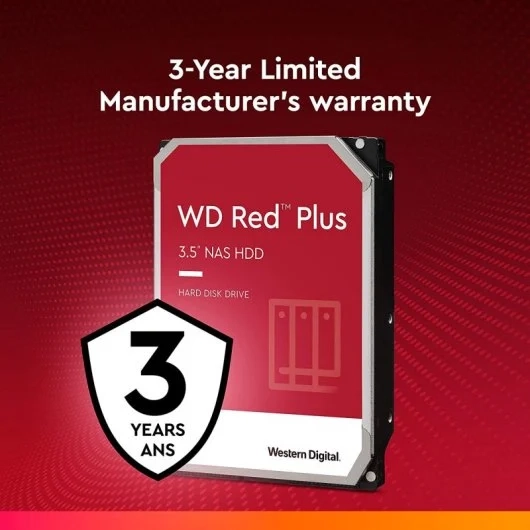 3-Year Limited
Manufacturer's warranty
WD Red™ Plus
3.5" NAS HDD
HARD DISK DRIVE
3
YEARS
ANS
Western Digital.